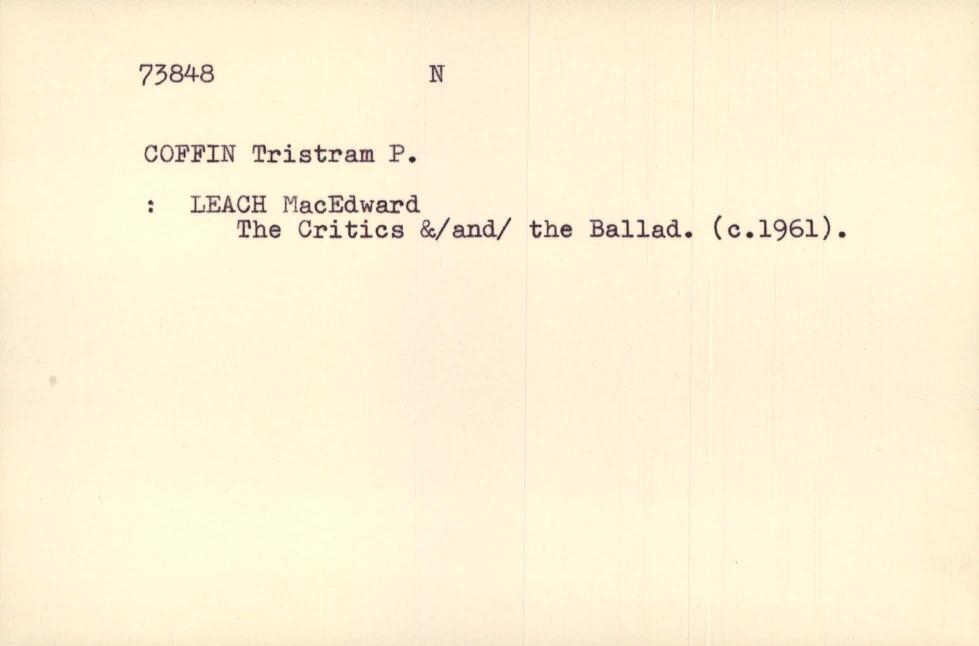 73848 N
COFFIN Tristram P.
: LEACH MacEdward
The Critics &/and/ the Ballad. (c.1961).